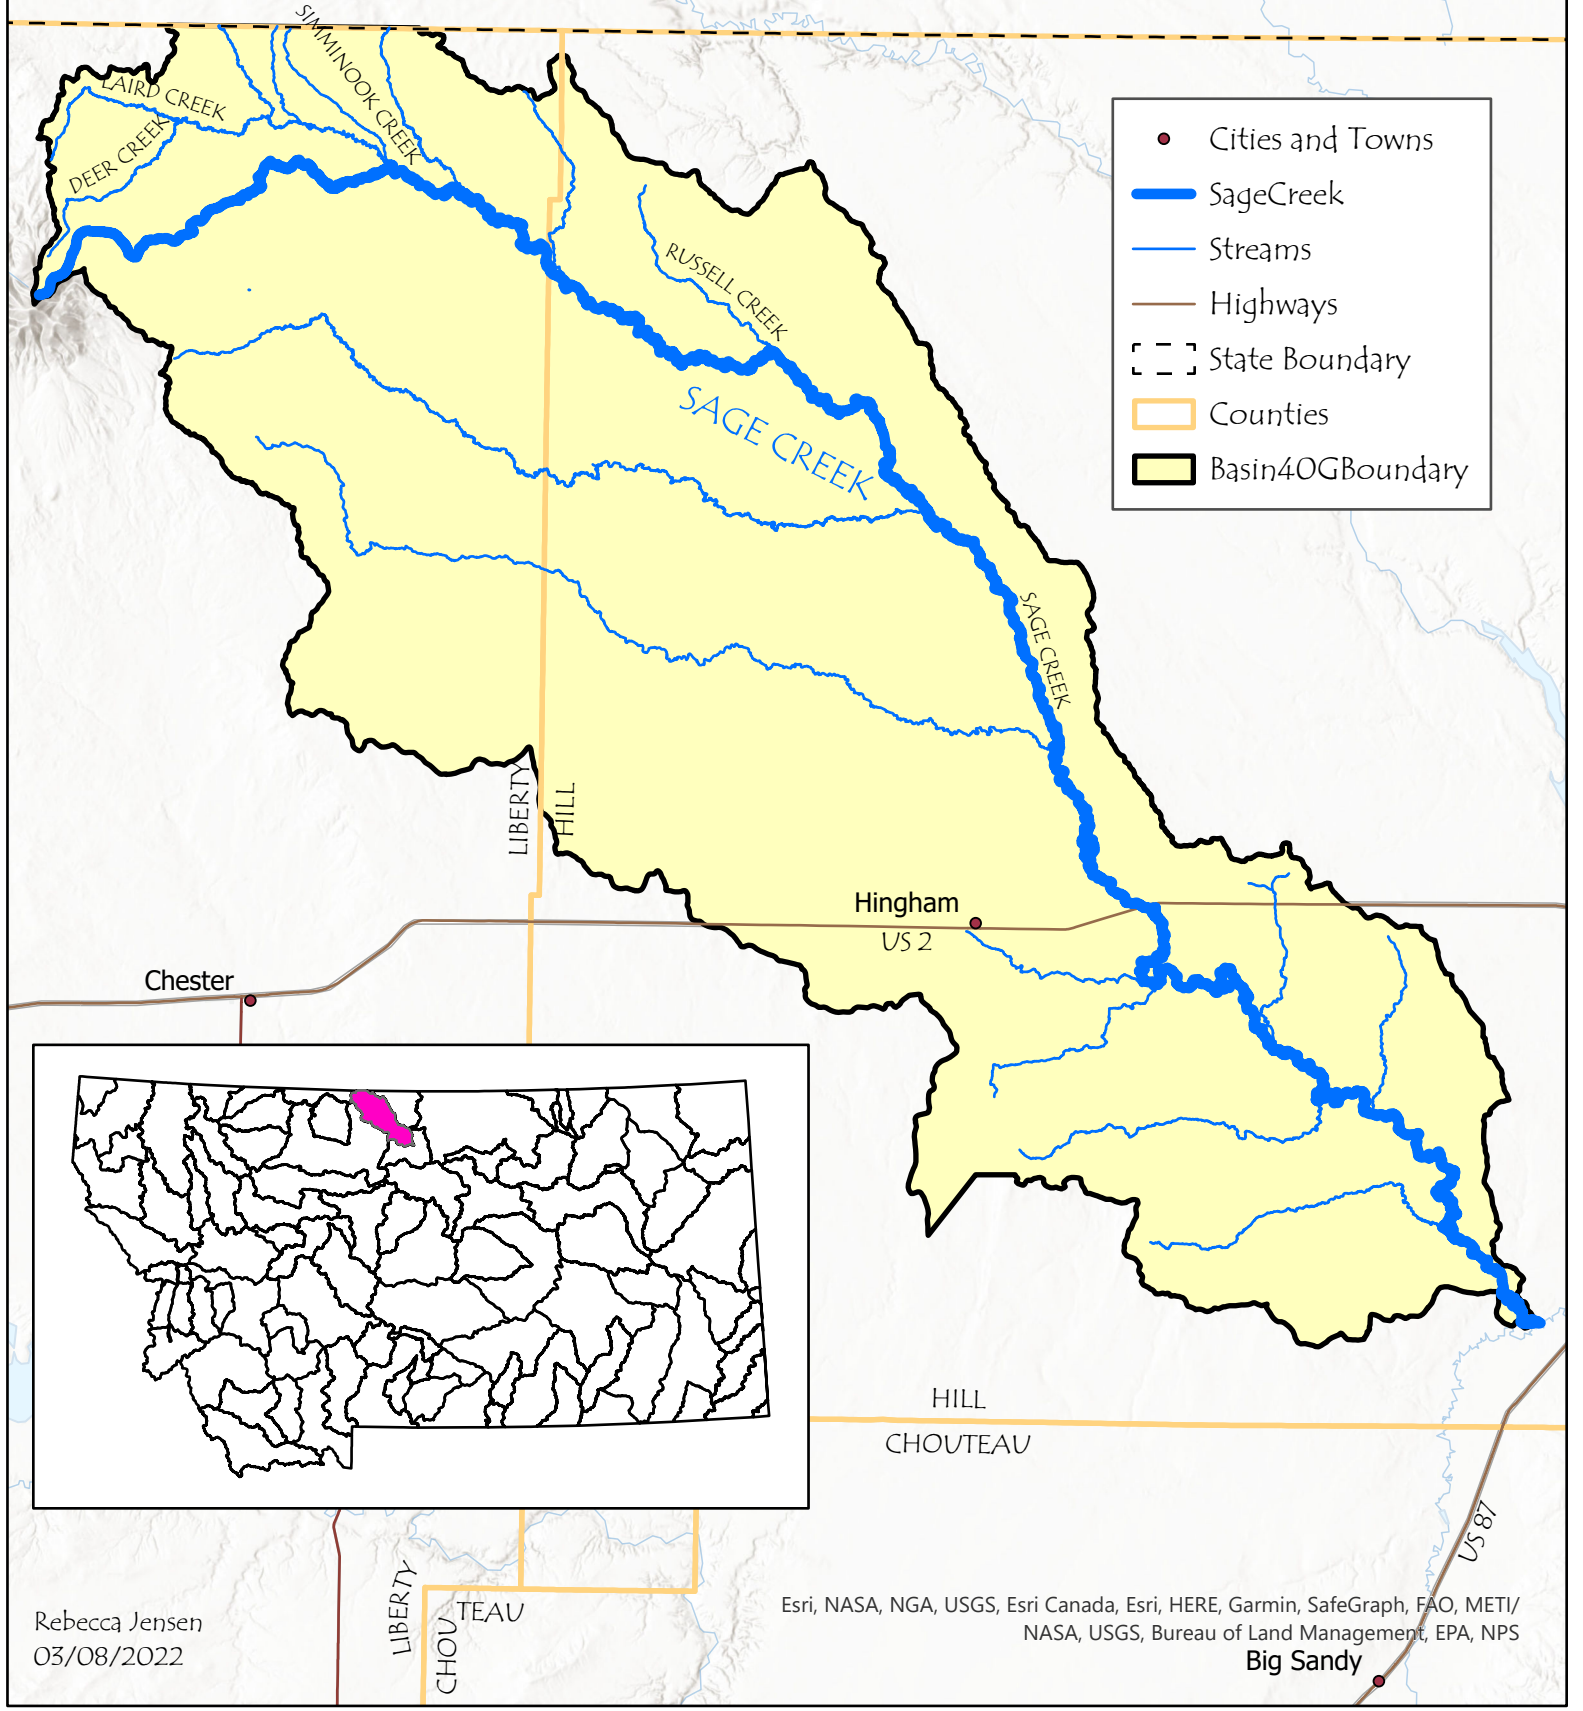 SIMMINOOK CREEK
LAIRD CREEK
DEER CREEK
RUSSELL CREEK
SAGE CREEK
SAGE CREEK
Cities and Towns
SageCreek
Streams
Highways
State Boundary
Counties
Basin40GBoundary
LIBERTY
HILL
Hingham
US 2
Chester
HILL
CHOUTEAU
US 87
LIBERTY
CHOU
TEAU
Rebecca Jensen
03/08/2022
Esri, NASA, NGA, USGS, Esri Canada, Esri, HERE, Garmin, SafeGraph, FAO, METI/
NASA, USGS, Bureau of Land Management, EPA, NPS
Big Sandy